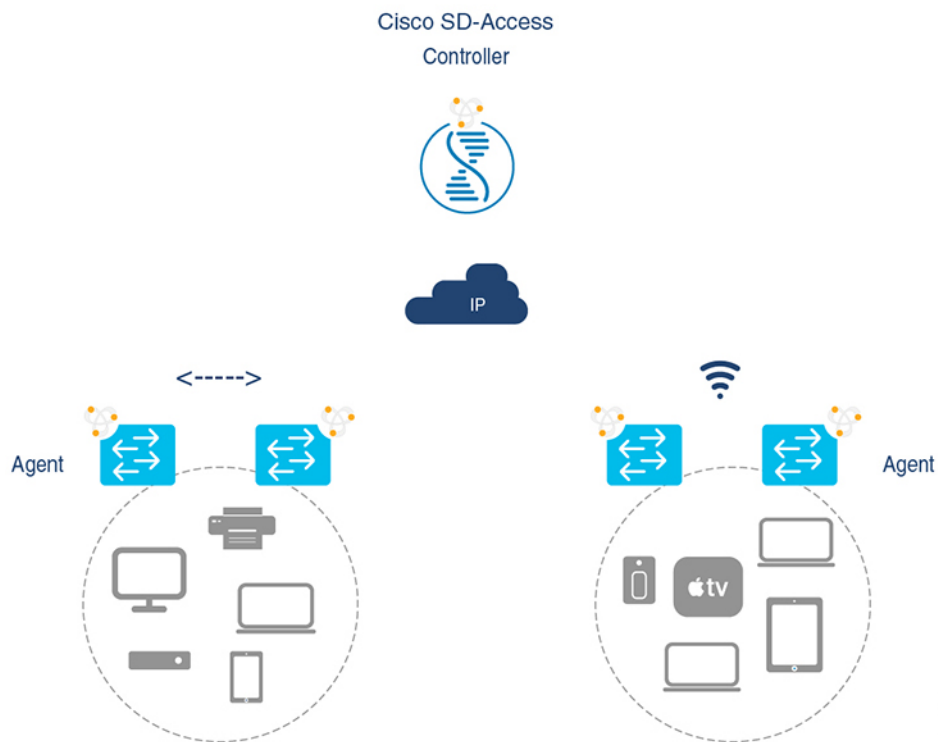 Cisco SD-Access
Controller
IP
<----->
Agent
Agent
tv